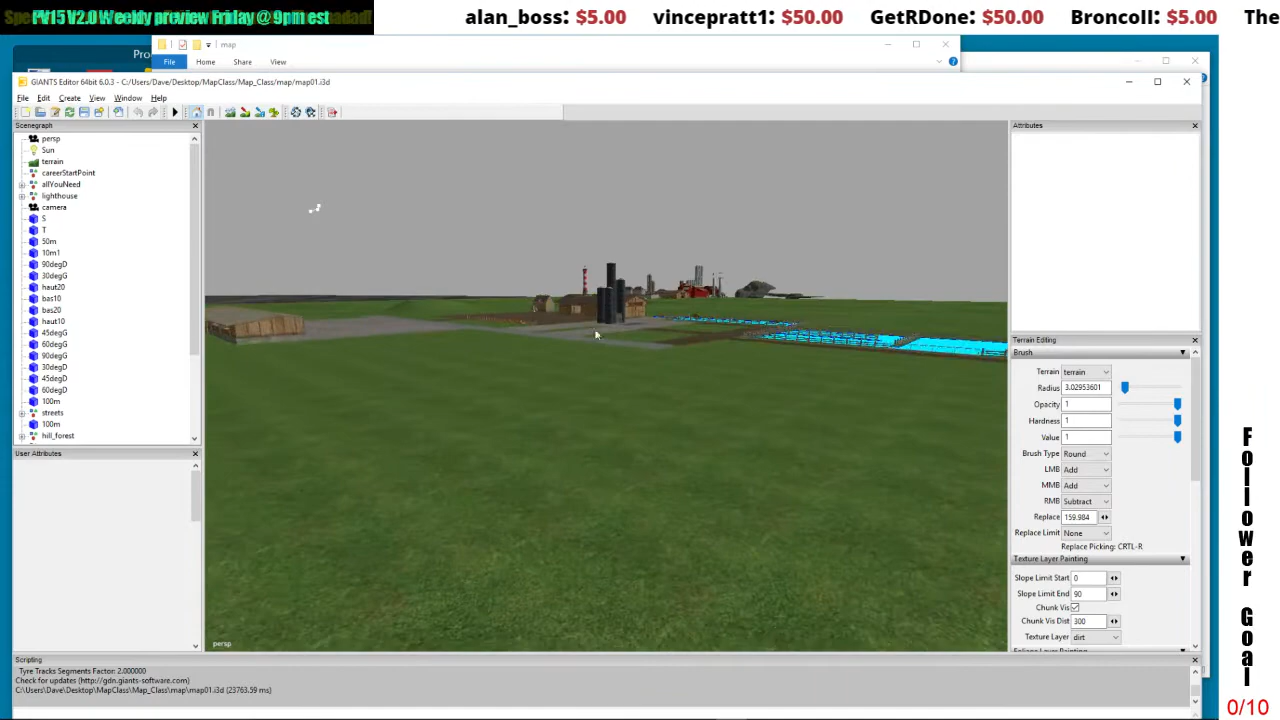 PV15 V2.0 Weekly preview Friday @ 9pm est
alan_boss: $5.00 vincepratt1: $50.00 GetRDone: $50.00 BroncoII: $5.00 The
map
File Home Share View
GIANTS Editor 64bit 6.0.3 - C:/Users/Dave/Desktop/MapClass/Map_Class/map/map01.i3d
File Edit Create View Window Help
Scenegraph
persp
Sun
terrain
careerStartPoint
allYouNeed
lighthouse
camera
S
T
50m
10m1
90degD
30degG
haut20
bas10
bas20
haut10
45degG
60degG
90degG
30degD
45degD
60degD
100m
streets
100m
hill_forest
User Attributes
persp
Attributes
Terrain Editing
Brush
Terrain terrain
Radius 3.02953601
Opacity 1
Hardness 1
Value 1
Brush Type Round
LMB Add
MMB Add
RMB Subtract
Replace 159.984
Replace Limit None
Replace Picking: CRTL-R
Texture Layer Painting
Slope Limit Start 0
Slope Limit End 90
Chunk Vis
Chunk Vis Dist 300
Texture Layer dirt
Scripting
Tyre Tracks Segments Factor: 2.000000
Check for updates (http://gdn.giants-software.com)
C:\Users\Dave\Desktop\MapClass\Map_Class\map\map01.i3d (23763.59 ms)
Follower Goal
0/10